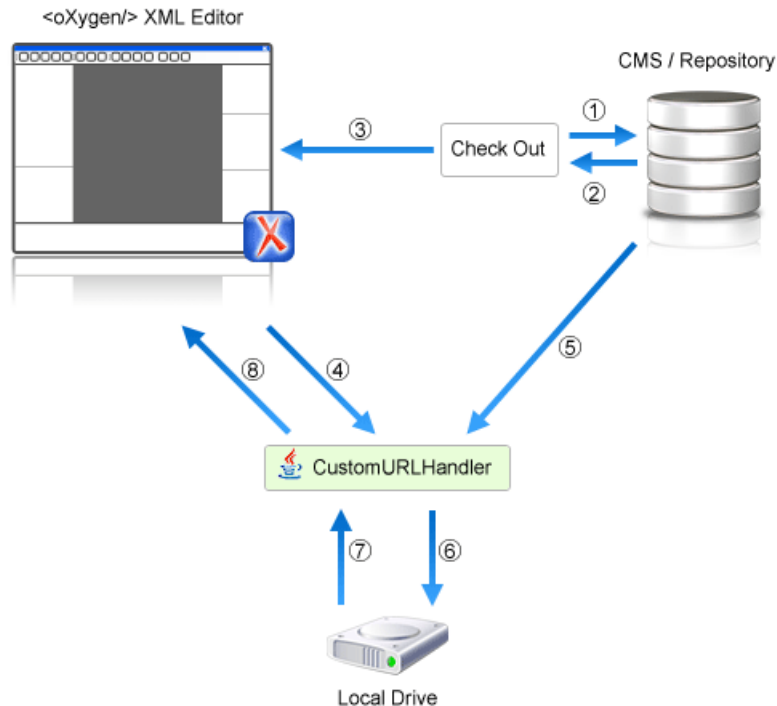 <oXygen/> XML Editor
CMS / Repository
①
③
Check Out
②
⑤
⑧
④
CustomURLHandler
⑦
⑥
Local Drive